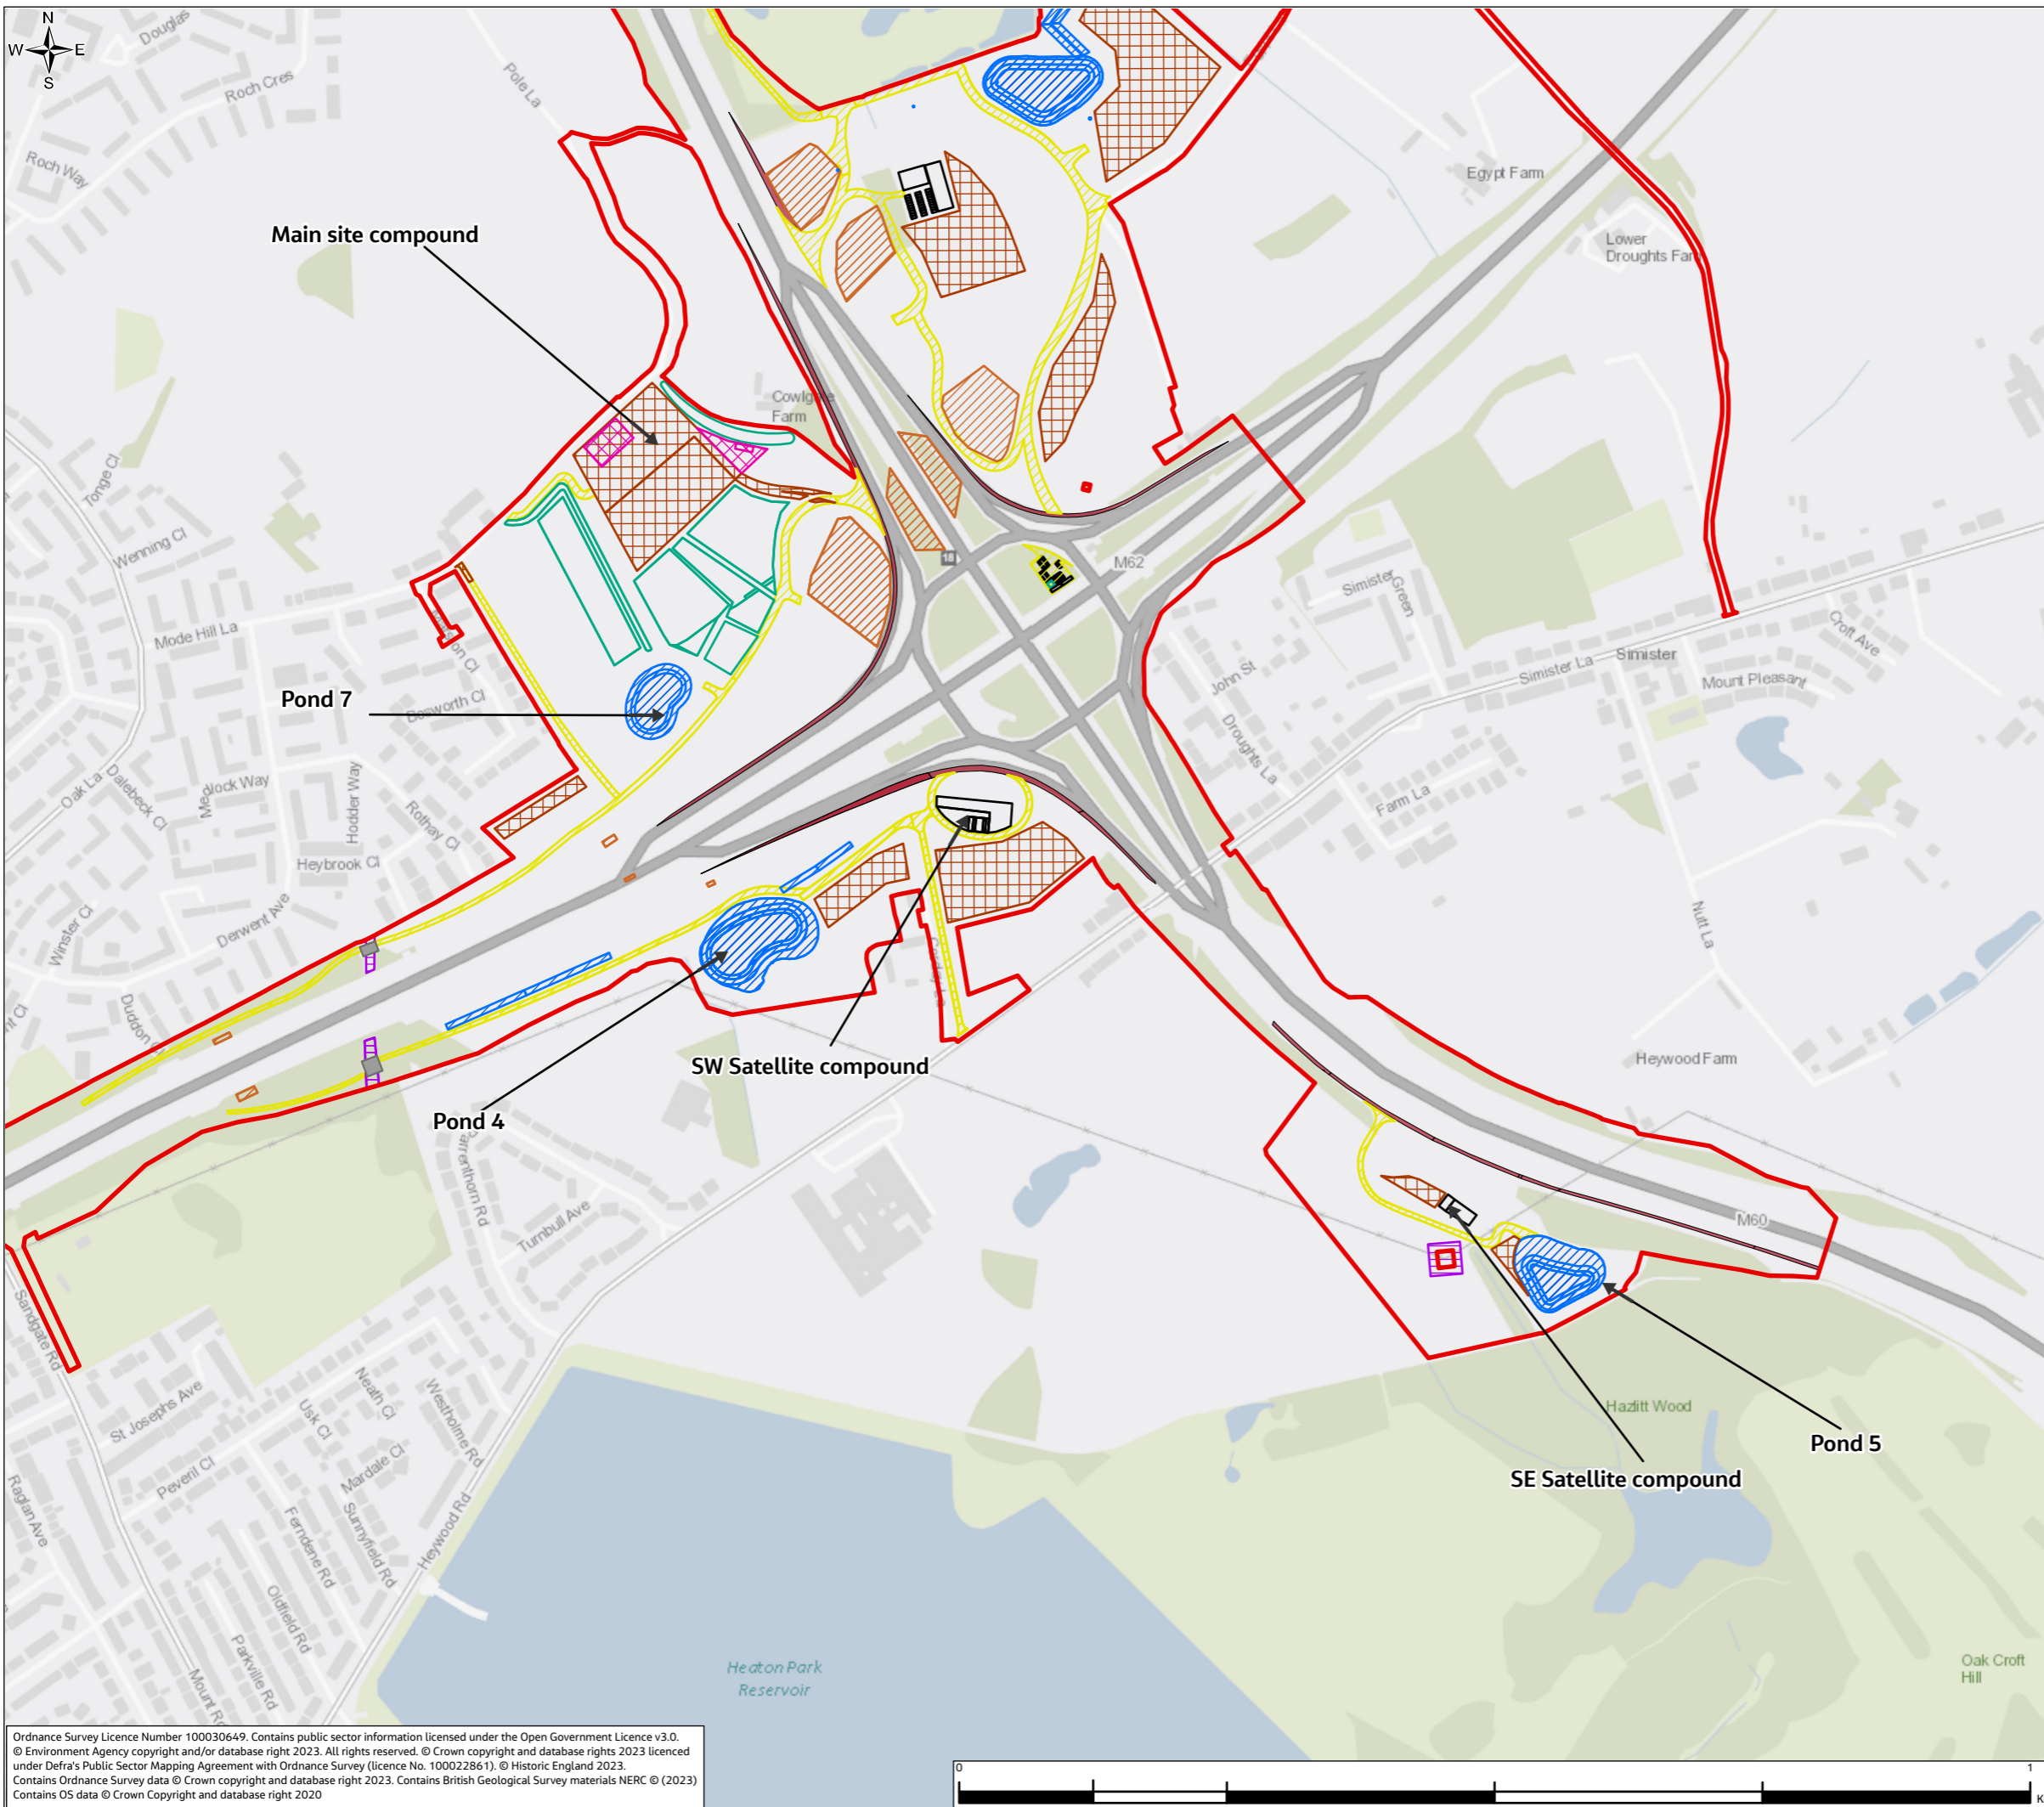 N
W E
S
Douglas
Roch Cres
Pole La
Roch Way
Egypt Farm
Main site compound
Lower
Droughts Farm
Cowlgate
Farm
Tonge Cl
18
M62
Wenning Cl
Simister
Green
Mode Hill La
Croft Ave
Simister
Simister La
John St
Mount Pleasant
Pond 7
Bosworth Cl
Droughts La
Oak La
Dalebeck Cl
Medlock Way
Hodder Way
Rothay Cl
Farm La
Heybrook Cl
Derwent Ave
Winster Cl
Nutt La
Duddon Cl
SW Satellite compound
Heywood Farm
Pond 4
Parrenthorn Rd
Turnbull Ave
M60
Sandgate Rd
St Josephs Ave
Neath Cl
Usk Cl
Westholme Rd
Hazlitt Wood
Pond 5
Peveril Cl
Mardale Cl
SE Satellite compound
Raglan Ave
Ferndene Rd
Sunnyfield Rd
Heywood Rd
Oldfield Rd
Parkville Rd
Mount Rd
Heaton Park
Reservoir
Oak Croft
Hill
Ordnance Survey Licence Number 100030649. Contains public sector information licensed under the Open Government Licence v3.0.
© Environment Agency copyright and/or database right 2023. All rights reserved. © Crown copyright and database rights 2023 licenced
under Defra's Public Sector Mapping Agreement with Ordnance Survey (licence No. 100022861). © Historic England 2023.
Contains Ordnance Survey data © Crown copyright and database right 2023. Contains British Geological Survey materials NERC © (2023)
Contains OS data © Crown Copyright and database right 2020
0 1